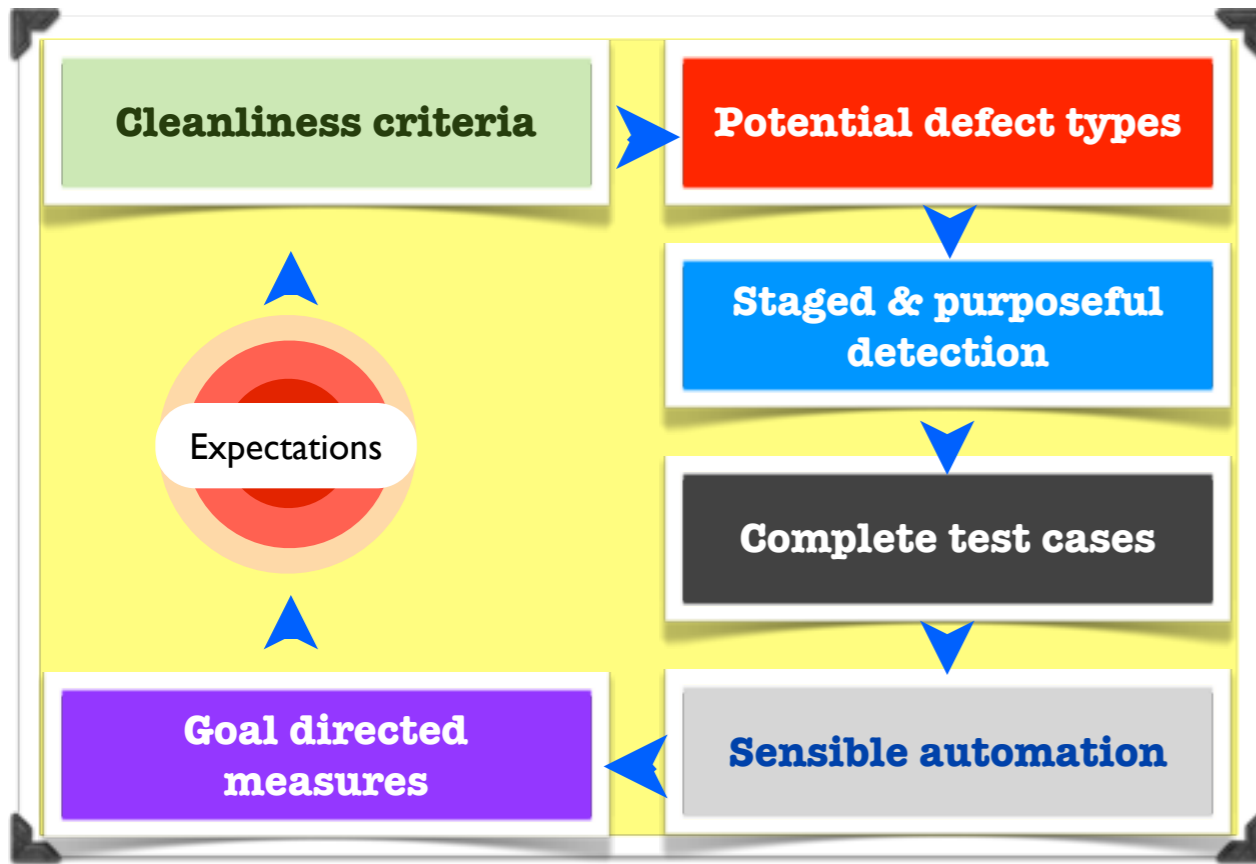 Cleanliness criteria
Potential defect types
Staged & purposeful
detection
Expectations
Complete test cases
Goal directed
measures
Sensible automation